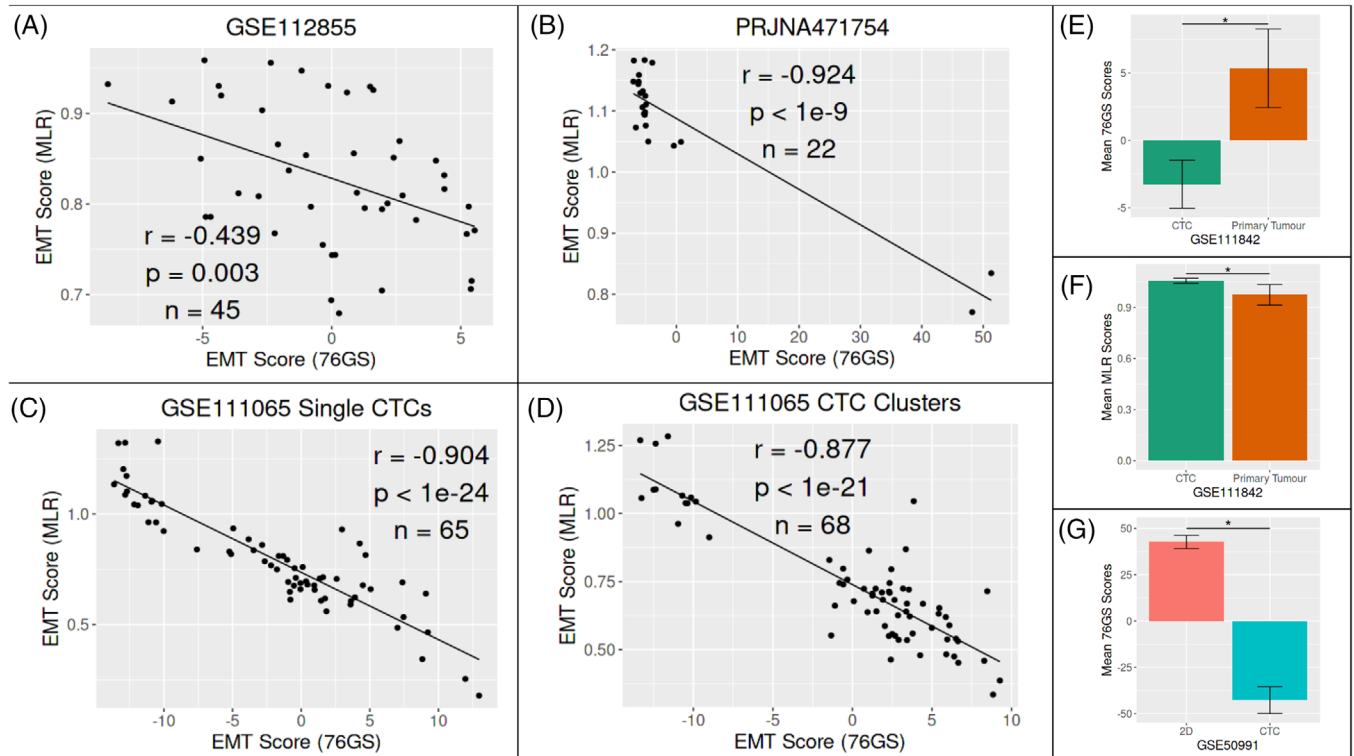 (A)
GSE112855
EMT Score (MLR)
0.9
0.8
0.7
r = -0.439
p = 0.003
n = 45
-5
0
5
EMT Score (76GS)
(B)
PRJNA471754
EMT Score (MLR)
1.2
1.1
1.0
0.9
0.8
r = -0.924
p < 1e-9
n = 22
0
10
20
30
40
50
EMT Score (76GS)
(C)
GSE111065 Single CTCs
EMT Score (MLR)
1.0
0.5
r = -0.904
p < 1e-24
n = 65
-10
-5
0
5
10
EMT Score (76GS)
(D)
GSE111065 CTC Clusters
EMT Score (MLR)
1.25
1.00
0.75
0.50
r = -0.877
p < 1e-21
n = 68
-10
-5
0
5
10
EMT Score (76GS)
(E)
*
Mean 76GS Scores
5
0
-5
CTC
Primary Tumour
GSE111842
(F)
*
Mean MLR Scores
0.9
0.6
0.3
0.0
CTC
Primary Tumour
GSE111842
(G)
*
Mean 76GS Scores
50
25
0
-25
-50
2D
CTC
GSE50991